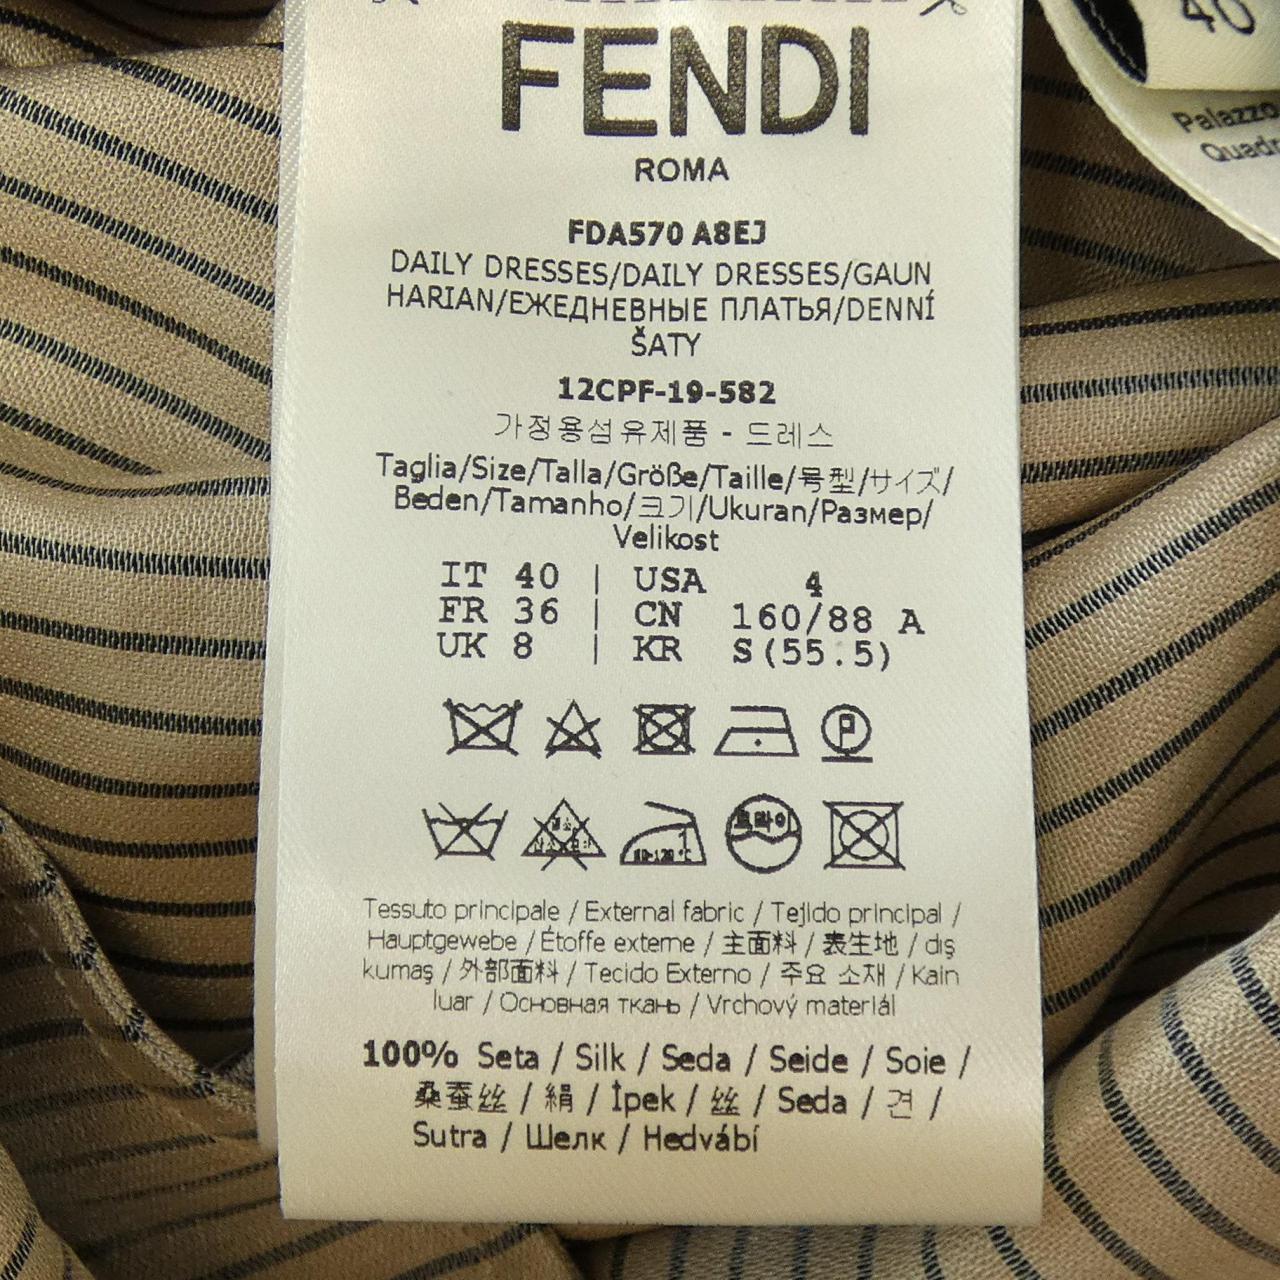 40
Palazzo
FENDI
ROMA
FDA570 A8EJ
DAILY DRESSES/DAILY DRESSES/GAUN
HARIAN/ЕЖЕДНЕВНЫЕ ПЛАТЬЯ/DENNÍ
ŠATY
12CPF-19-582
가정용섬유제품 - 드레스
Taglia/Size/Talla/Größe/Taille/号型/サイズ/
Beden/Tamanho/크기/Ukuran/Размер/
Velikost
IT 40 | USA 4
FR 36 | CN 160/88 A
UK 8 | KR S(55.5)
P
드라이
Tessuto principale / External fabric / Tejido principal /
Hauptgewebe / Étoffe externe / 主面料 / 表生地 / dış
kumaş / 外部面料 / Tecido Externo / 주요 소재 / Kain
luar / Основная ткань / Vrchový materiál
100% Seta / Silk / Seda / Seide / Soie /
桑蚕丝 / 絹 / İpek / 丝 / Seda / 견 /
Sutra / Шелк / Hedvábí